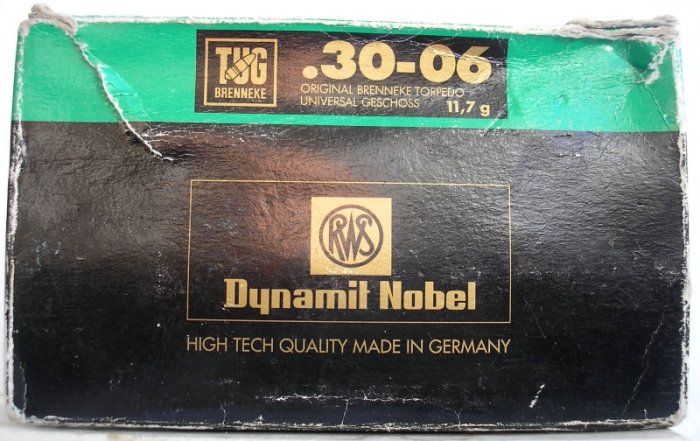 TUG
BRENNEKE
.30-06
ORIGINAL BRENNEKE TORPEDO
UNIVERSAL GESCHOSS 11,7 g
RWS
Dynamit Nobel
HIGH TECH QUALITY MADE IN GERMANY